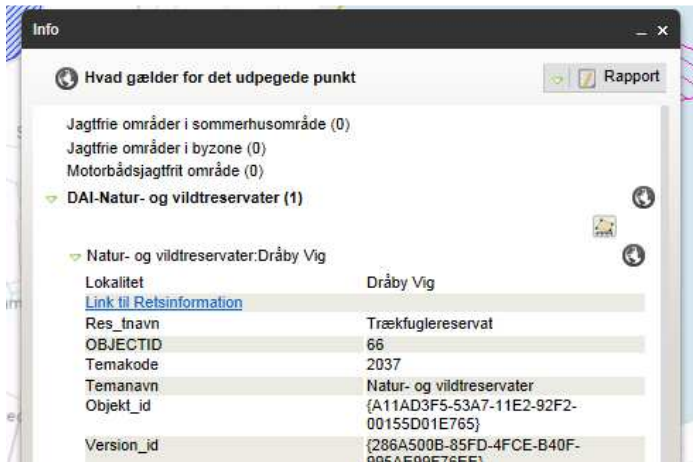 Info
Hvad gælder for det udpegede punkt
Rapport
Jagtfrie områder i sommerhusområde (0)
Jagtfrie områder i byzone (0)
Motorbådsjagtfrit område (0)
DAI-Natur- og vildtreservater (1)
Natur- og vildtreservater:Dråby Vig
Lokalitet Dråby Vig
Link til Retsinformation
Res_tnavn Trækfuglereservat
OBJECTID 66
Temakode 2037
Temanavn Natur- og vildtreservater
Objekt_id {A11AD3F5-53A7-11E2-92F2-
00155D01E765}
Version_id {286A500B-85FD-4FCE-B40F-